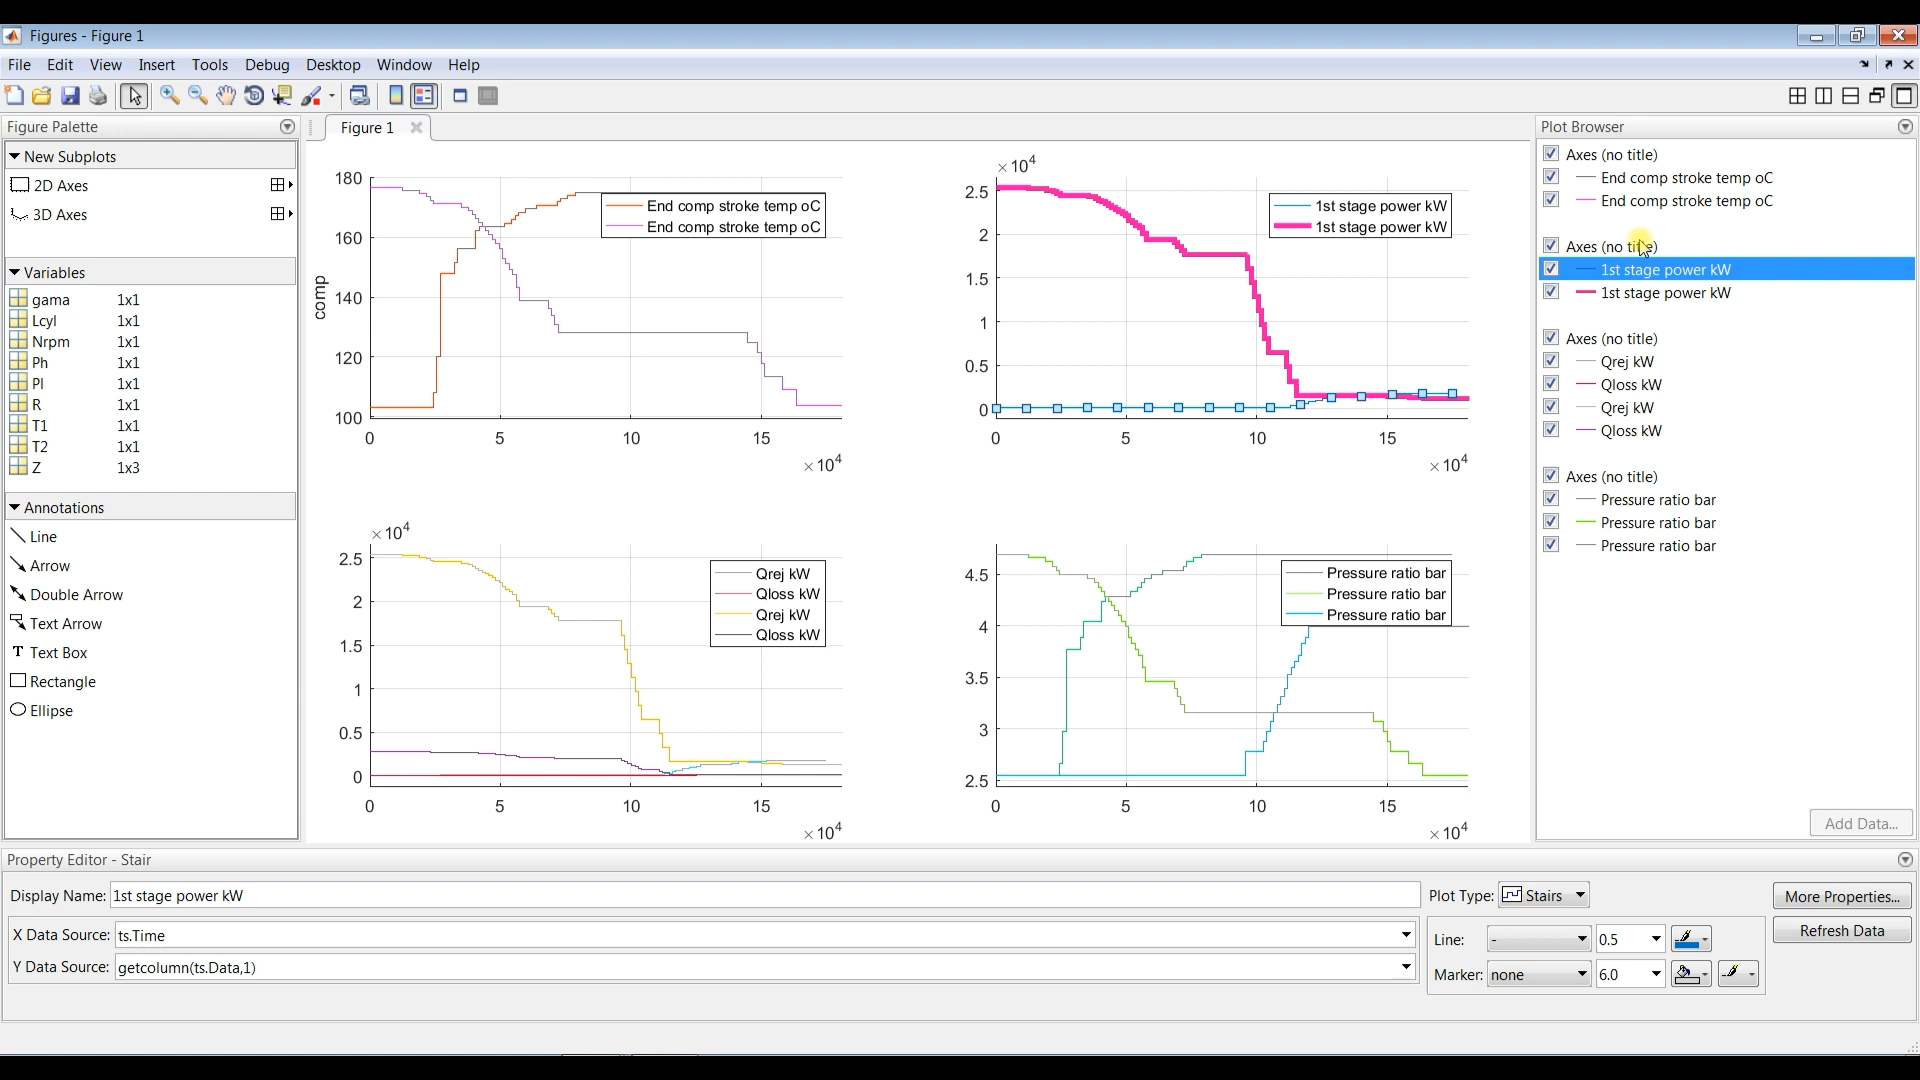 Figures - Figure 1
File Edit View Insert Tools Debug Desktop Window Help
Figure Palette
New Subplots
2D Axes
3D Axes
Variables
gama 1x1
Lcyl 1x1
Nrpm 1x1
Ph 1x1
Pl 1x1
R 1x1
T1 1x1
T2 1x1
Z 1x3
Annotations
Line
Arrow
Double Arrow
Text Arrow
T Text Box
Rectangle
Ellipse
Figure 1
180
160
140
120
100
comp
0 5 10 15
×10⁴
End comp stroke temp oC
End comp stroke temp oC
×10⁴
2.5
2
1.5
1
0.5
0
0 5 10 15
×10⁴
1st stage power kW
1st stage power kW
×10⁴
2.5
2
1.5
1
0.5
0
0 5 10 15
×10⁴
Qrej kW
Qloss kW
Qrej kW
Qloss kW
4.5
4
3.5
3
2.5
0 5 10 15
×10⁴
Pressure ratio bar
Pressure ratio bar
Pressure ratio bar
Plot Browser
Axes (no title)
End comp stroke temp oC
End comp stroke temp oC
Axes (no title)
1st stage power kW
1st stage power kW
Axes (no title)
Qrej kW
Qloss kW
Qrej kW
Qloss kW
Axes (no title)
Pressure ratio bar
Pressure ratio bar
Pressure ratio bar
Add Data...
Property Editor - Stair
Display Name: 1st stage power kW
Plot Type: Stairs
More Properties...
X Data Source: ts.Time
Line: - 0.5
Refresh Data
Y Data Source: getcolumn(ts.Data,1)
Marker: none 6.0